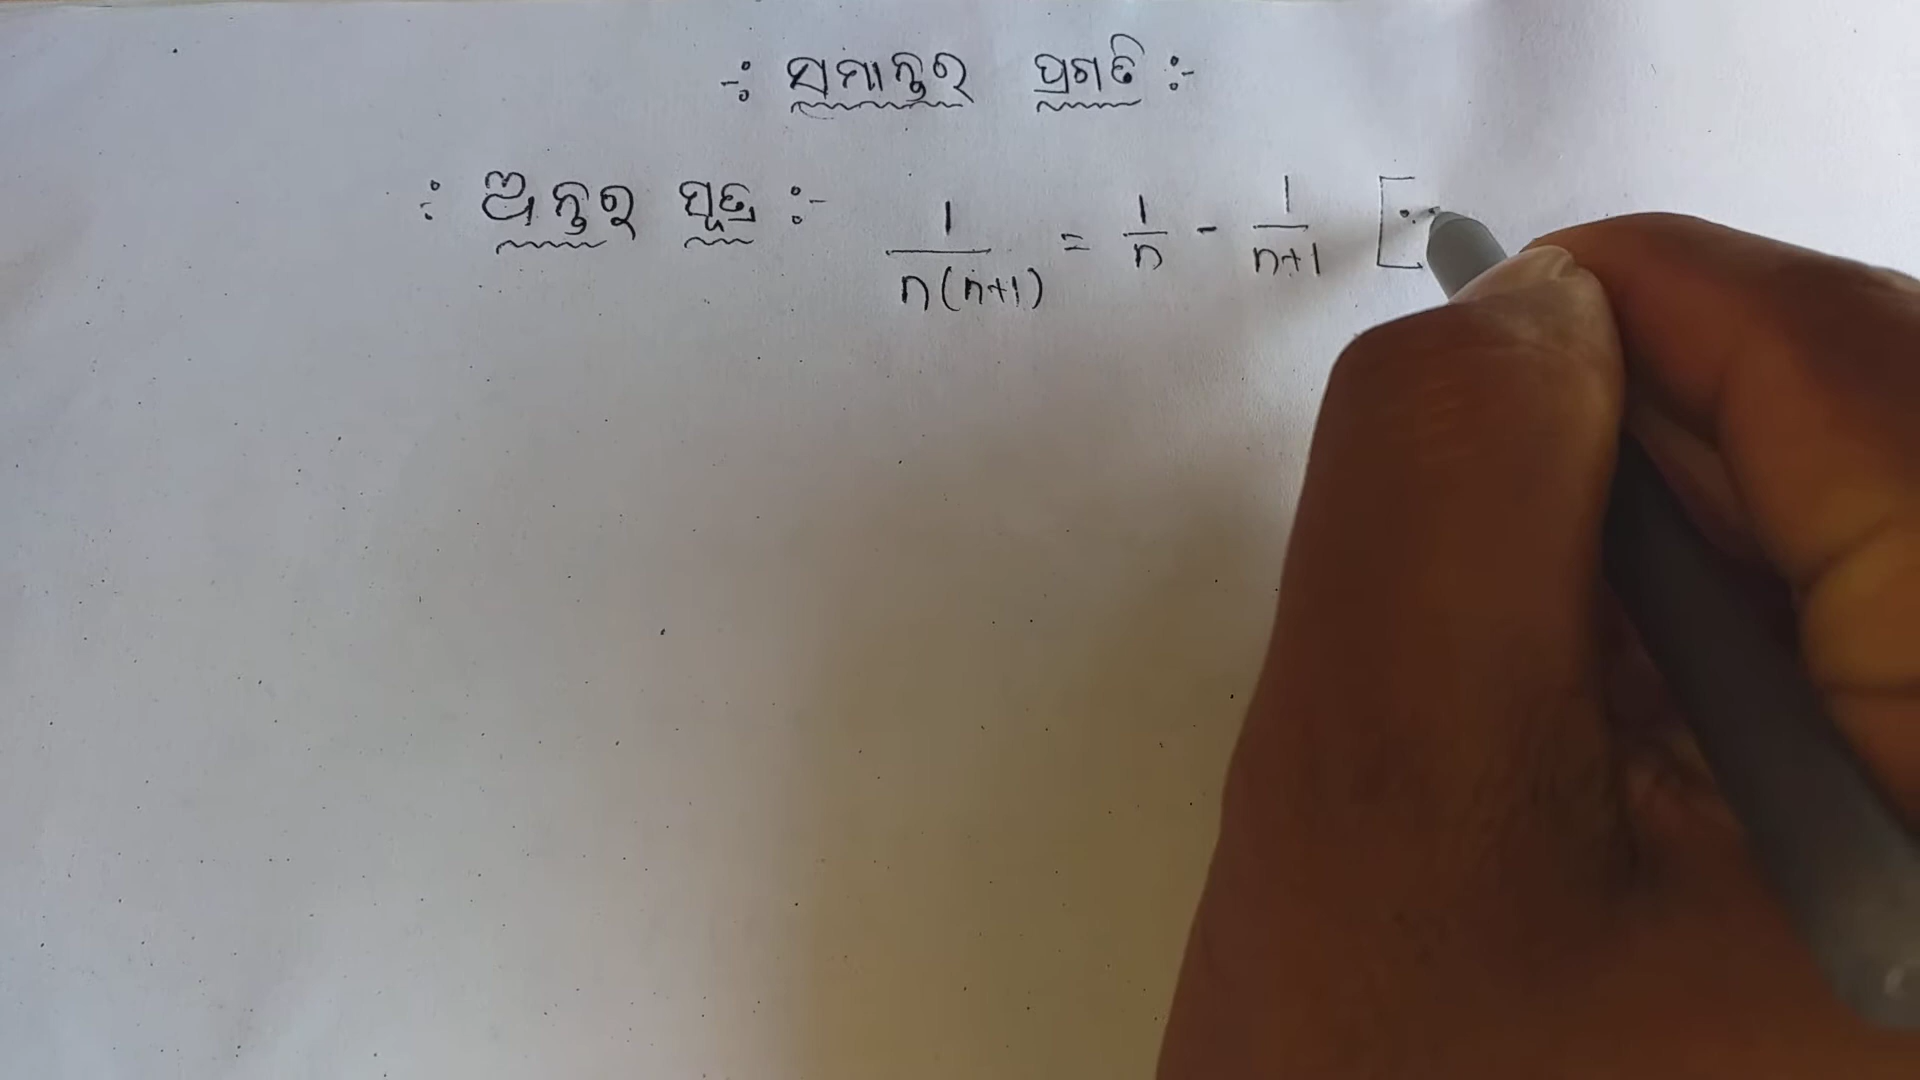 -: ସମାନ୍ତର ପ୍ରଗତି :-
: ଅନ୍ତର ସୂତ୍ର :- 1/n(n+1) = 1/n - 1/n+1 [∵